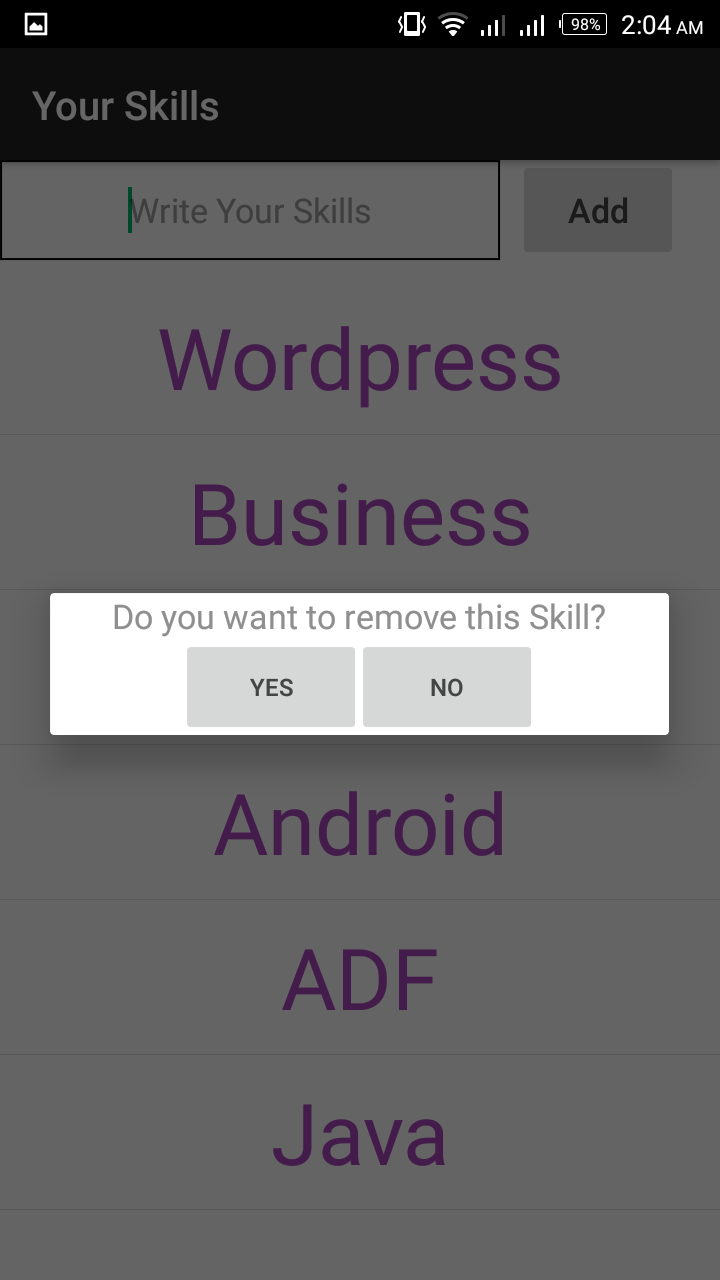 98% 2:04 AM
Your Skills
Write Your Skills Add
Wordpress
Business
Do you want to remove this Skill?
YES NO
Android
ADF
Java